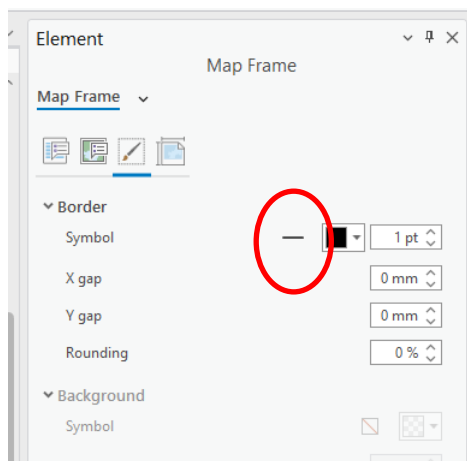 Element
Map Frame
Map Frame
Border
Symbol 1 pt
X gap 0 mm
Y gap 0 mm
Rounding 0 %
Background
Symbol